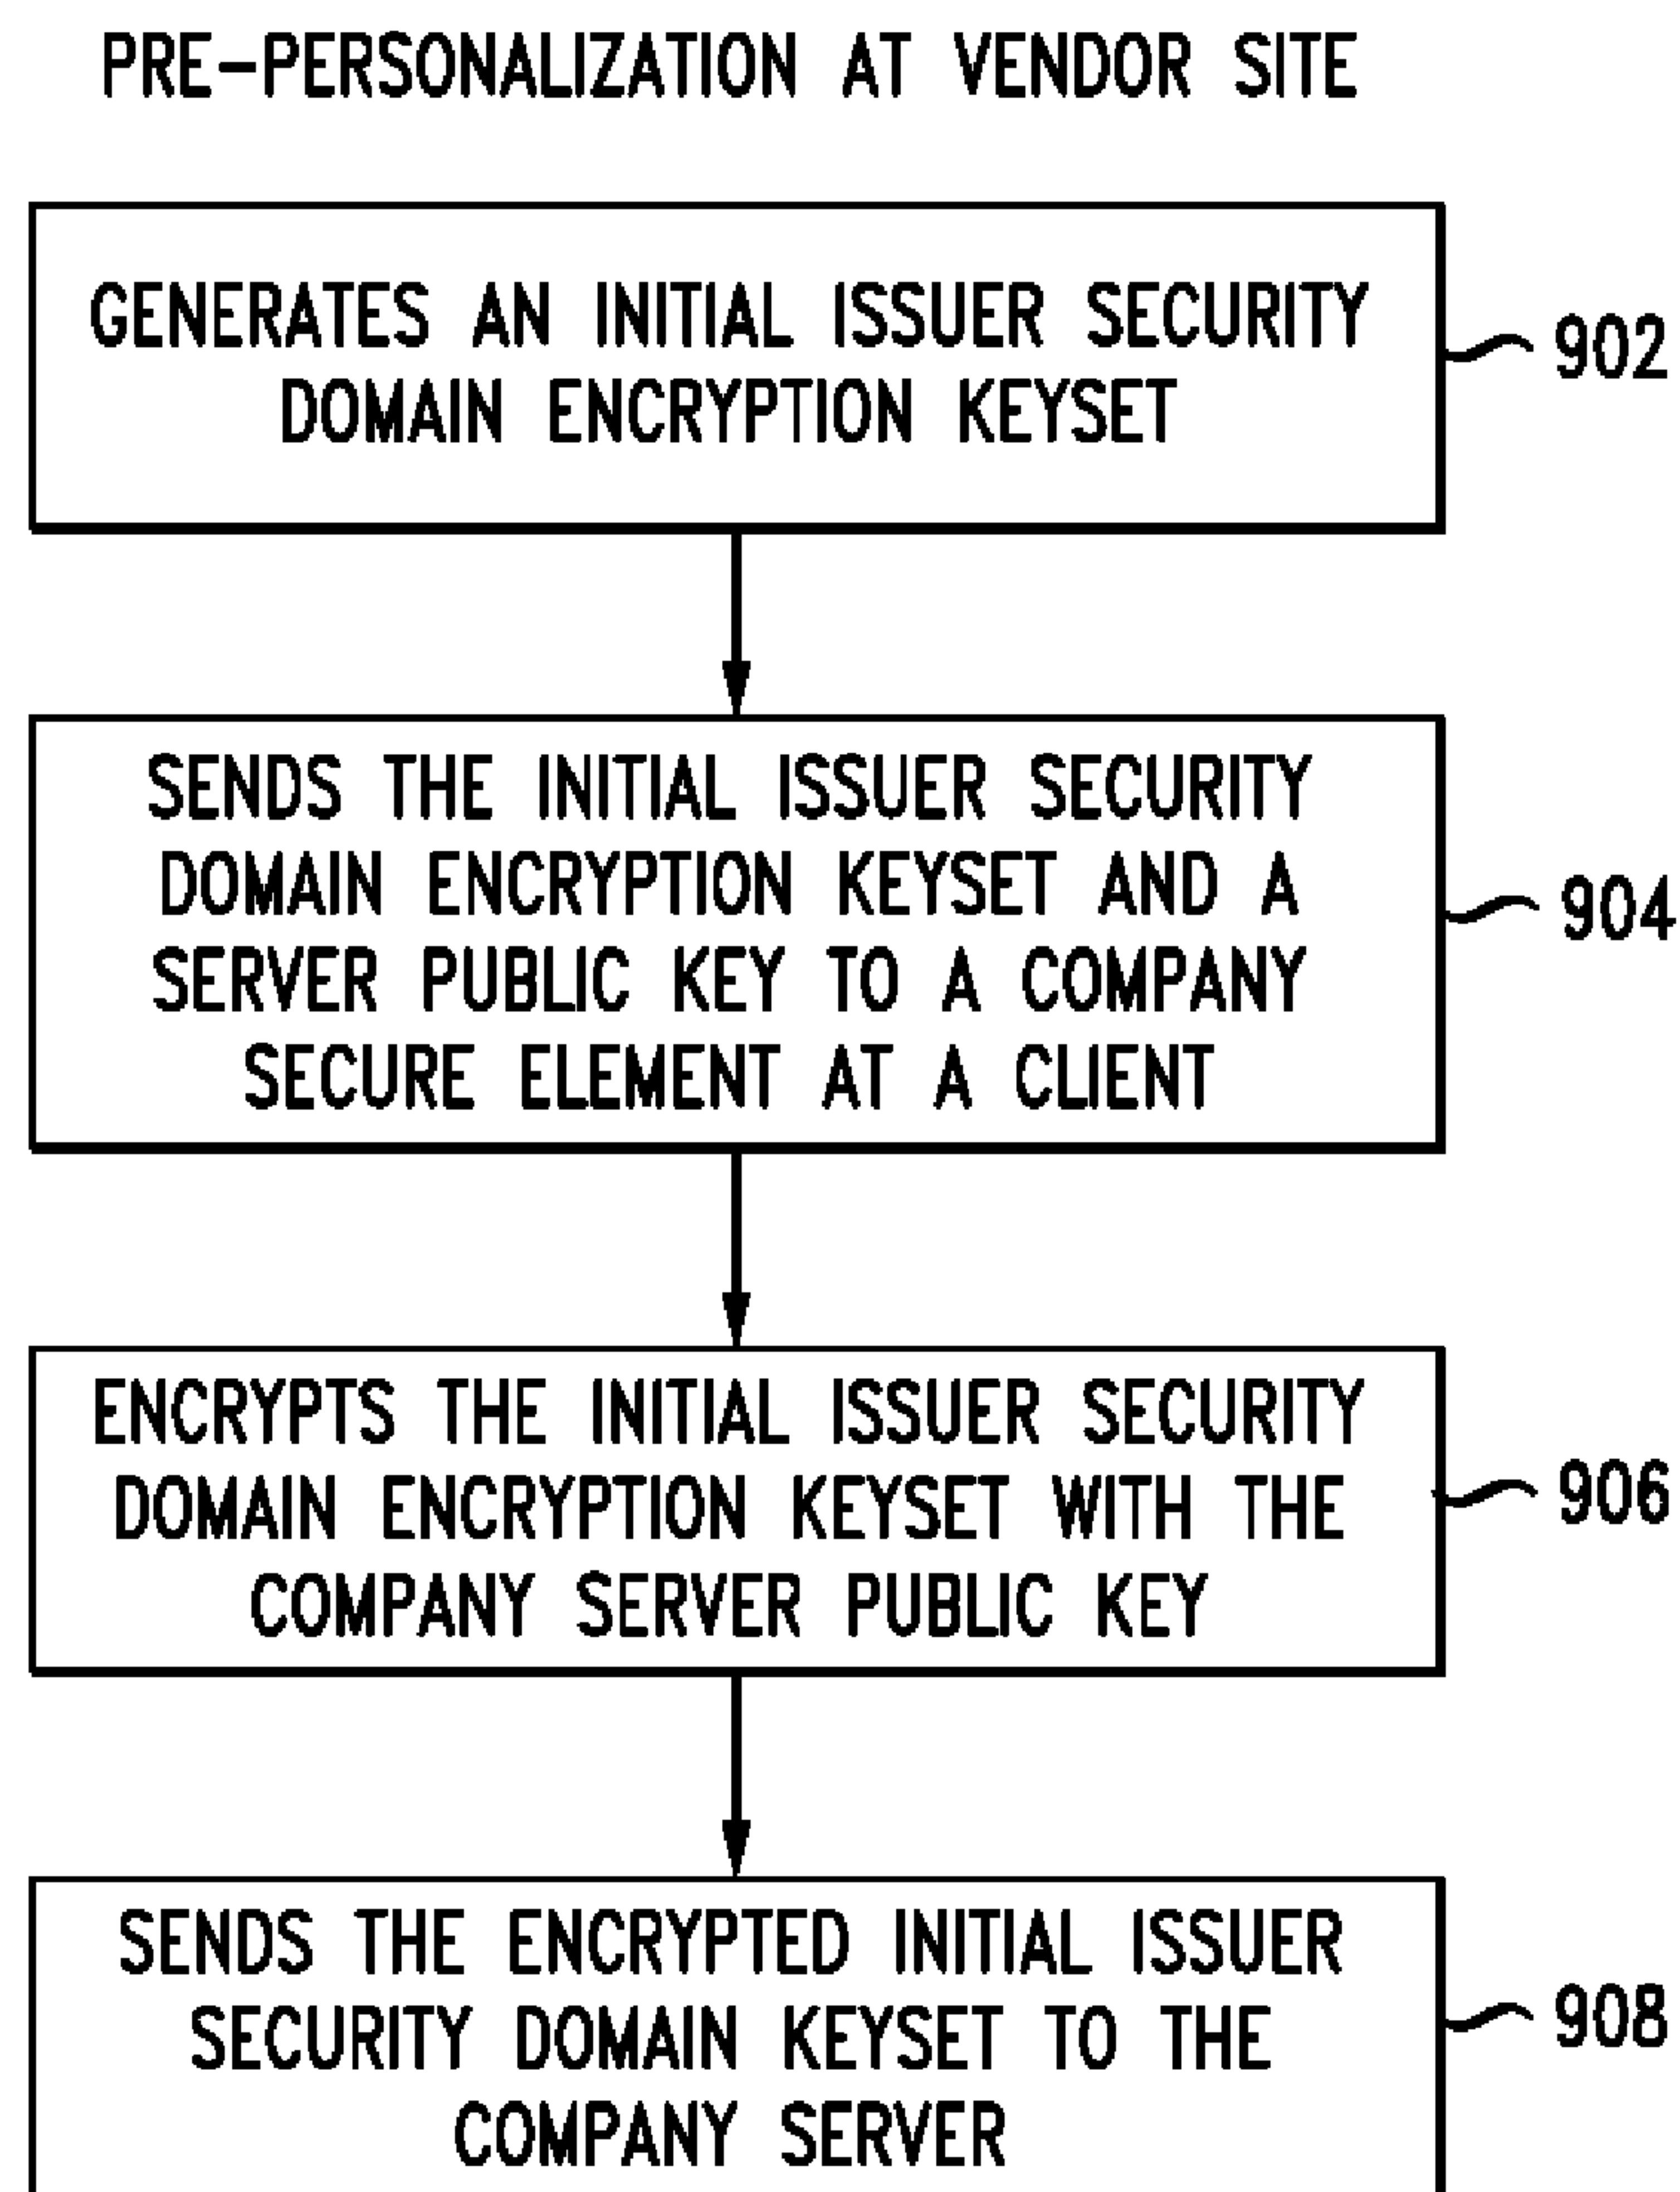 PRE-PERSONALIZATION AT VENDOR SITE
GENERATES AN INITIAL ISSUER SECURITY
DOMAIN ENCRYPTION KEYSET
902
SENDS THE INITIAL ISSUER SECURITY
DOMAIN ENCRYPTION KEYSET AND A
SERVER PUBLIC KEY TO A COMPANY
SECURE ELEMENT AT A CLIENT
904
ENCRYPTS THE INITIAL ISSUER SECURITY
DOMAIN ENCRYPTION KEYSET WITH THE
COMPANY SERVER PUBLIC KEY
906
SENDS THE ENCRYPTED INITIAL ISSUER
SECURITY DOMAIN KEYSET TO THE
COMPANY SERVER
908